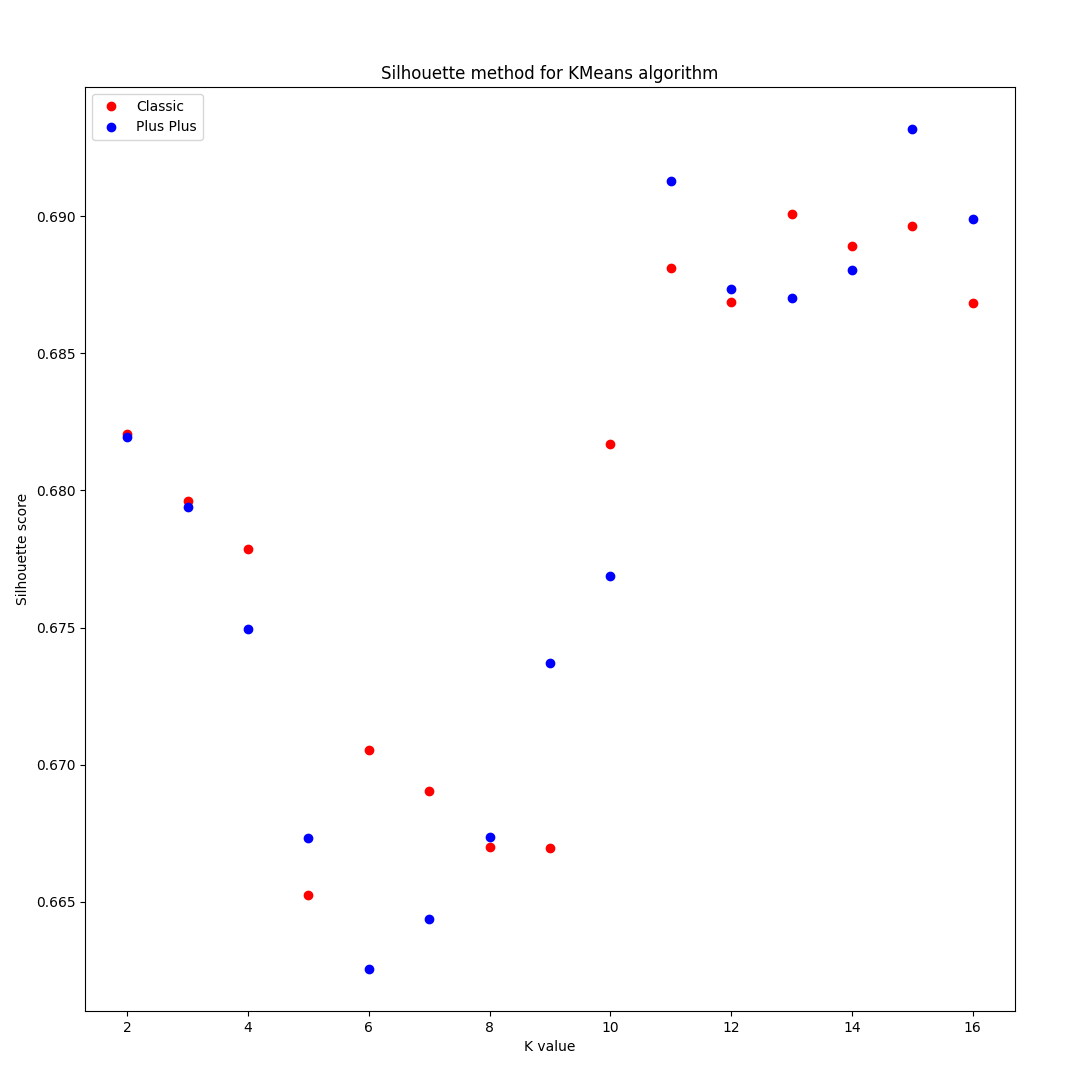 Silhouette method for KMeans algorithm
Classic
Plus Plus
0.690
0.685
0.680
0.675
0.670
0.665
Silhouette score
2 4 6 8 10 12 14 16
K value